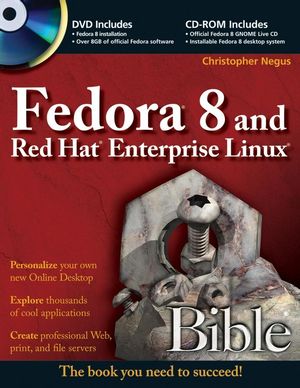 DVD Includes
• Fedora 8 installation
• Over 8GB of official Fedora software
CD-ROM Includes
• Official Fedora 8 GNOME Live CD
• Installable Fedora 8 desktop system
Christopher Negus
Fedora® 8 and
Red Hat® Enterprise Linux®
Personalize your own
new Online Desktop
Explore thousands
of cool applications
Create professional Web,
print, and file servers
Bible
The book you need to succeed!